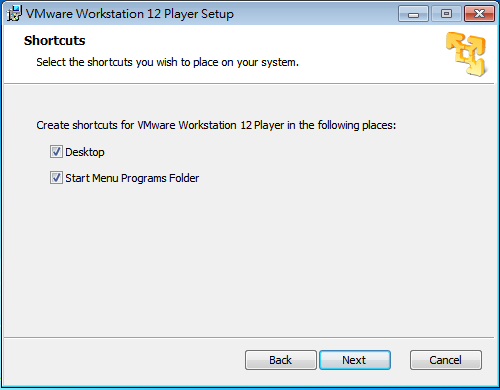 VMware Workstation 12 Player Setup
Shortcuts
Select the shortcuts you wish to place on your system.
Create shortcuts for VMware Workstation 12 Player in the following places:
Desktop
Start Menu Programs Folder
Back Next Cancel